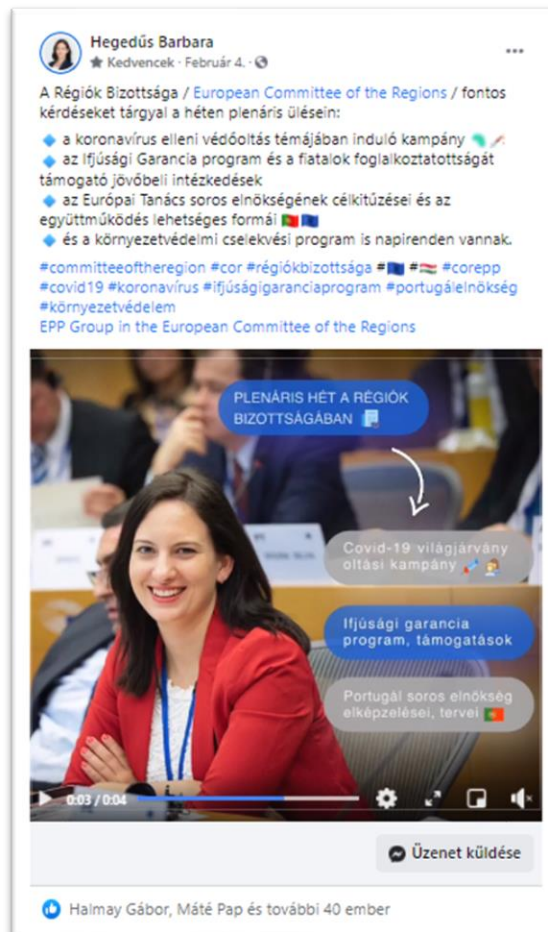 Hegedűs Barbara
Kedvencek · Február 4. ·
A Régiók Bizottsága / European Committee of the Regions / fontos
kérdéseket tárgyal a héten plenáris ülésein:
🔹 a koronavírus elleni védőoltás témájában induló kampány
🔹 az Ifjúsági Garancia program és a fiatalok foglalkoztatottságát
támogató jövőbeli intézkedések
🔹 az Európai Tanács soros elnökségének célkitűzései és az
együttműködés lehetséges formái 🇵🇹🇪🇺
🔹 és a környezetvédelmi cselekvési program is napirenden vannak.
#committeeoftheregion #cor #régiókbizottsága #🇪🇺 #🇭🇺 #corepp
#covid19 #koronavírus #ifjúságigaranciaprogram #portugálelnökség
#környezetvédelem
EPP Group in the European Committee of the Regions
PLENÁRIS HÉT A RÉGIÓK
BIZOTTSÁGÁBAN
Covid-19 világjárvány
oltási kampány
Ifjúsági garancia
program, támogatások
Portugál soros elnökség
elképzelései, tervei 🇵🇹
0:03 / 0:04
Üzenet küldése
Halmay Gábor, Máté Pap és további 40 ember